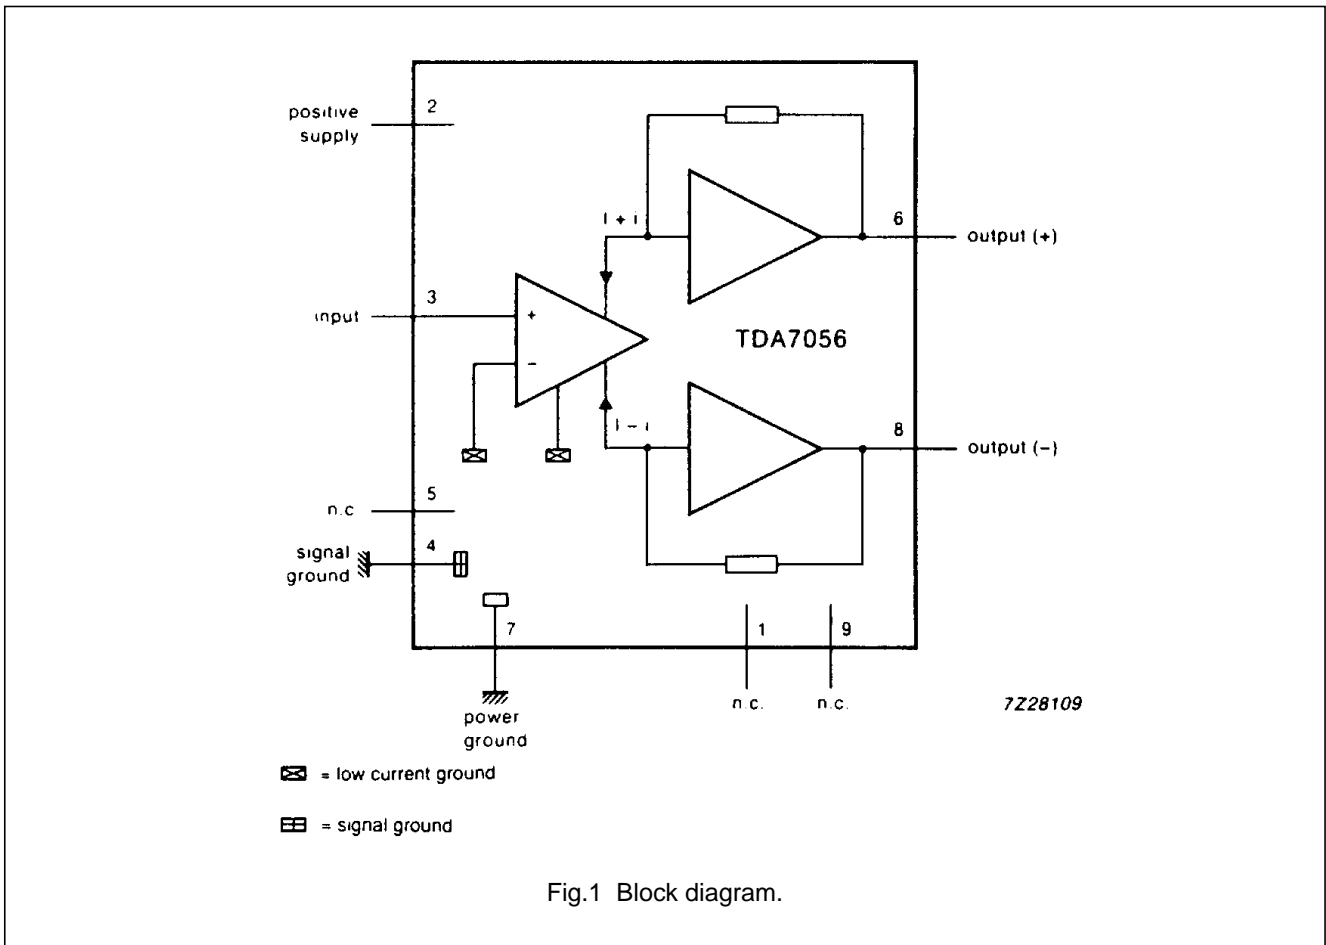 positive
supply
2
I + i
6
output (+)
3
input
+
−
TDA7056
I − i
8
output (−)
5
n.c
signal
ground
4
7
1
9
power
ground
n.c.
n.c.
7Z28109
= low current ground
= signal ground
Fig.1 Block diagram.